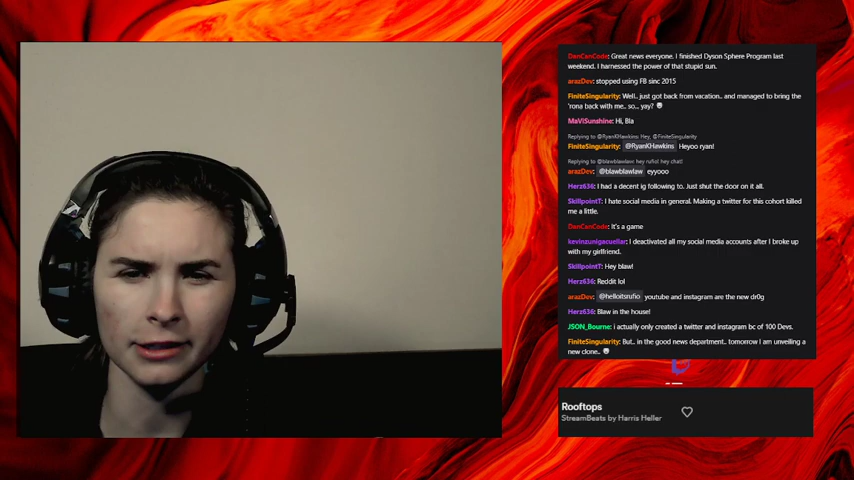 DanCanCode: Great news everyone. I finished Dyson Sphere Program last
weekend. I harnessed the power of that stupid sun.
arazDev: stopped using FB sinc 2015
FiniteSingularity: Well.. just got back from vacation.. and managed to bring the
'rona back with me.. so... yay?
MaVISunshine: Hi, Bla
Replying to @RyanKHawkins: Hey, @FiniteSingularity
FiniteSingularity: @RyanKHawkins Heyoo ryan!
Replying to @blawblawlaw: hey rufio! hey chat!
arazDev: @blawblawlaw eyyooo
Herz636: I had a decent ig following to. Just shut the door on it all.
SkillpointT: I hate social media in general. Making a twitter for this cohort killed
me a little.
DanCanCode: It's a game
kevinzunigacuellar: I deactivated all my social media accounts after I broke up
with my girlfriend.
SkillpointT: Hey blaw!
Herz636: Reddit lol
arazDev: @helloitsrufio youtube and instagram are the new dr0g
Herz636: Blaw in the house!
JSON_Bourne: i actually only created a twitter and instagram bc of 100 Devs.
FiniteSingularity: But.. in the good news department.. tomorrow I am unveiling a
new clone..
Rooftops
StreamBeats by Harris Heller